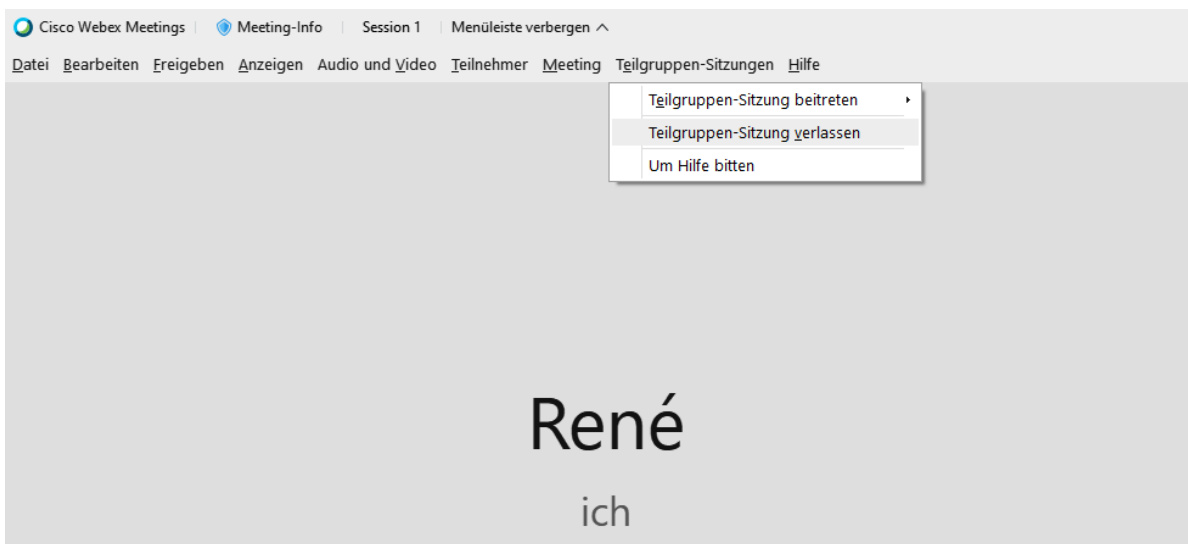 Cisco Webex Meetings Meeting-Info Session 1 Menüleiste verbergen
Datei Bearbeiten Freigeben Anzeigen Audio und Video Teilnehmer Meeting Teilgruppen-Sitzungen Hilfe
Teilgruppen-Sitzung beitreten
Teilgruppen-Sitzung verlassen
Um Hilfe bitten
René
ich